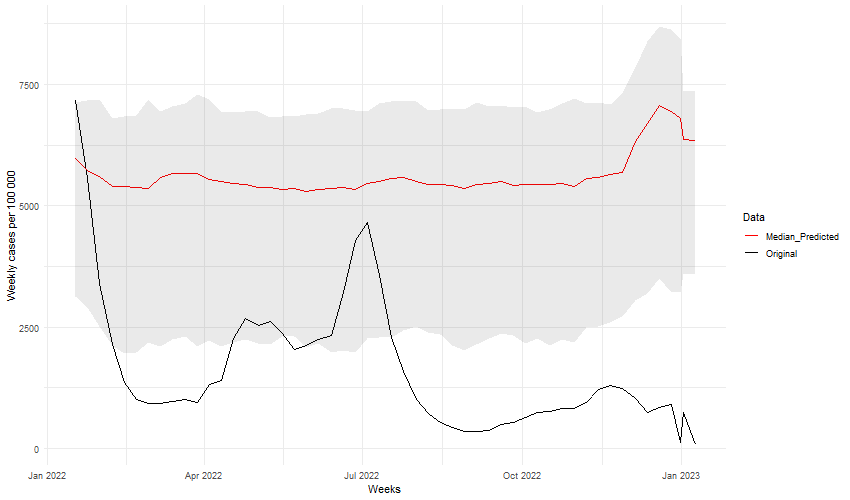 7500
5000
2500
0
Weekly cases per 100 000
Jan 2022
Apr 2022
Jul 2022
Oct 2022
Jan 2023
Weeks
Data
Median_Predicted
Original